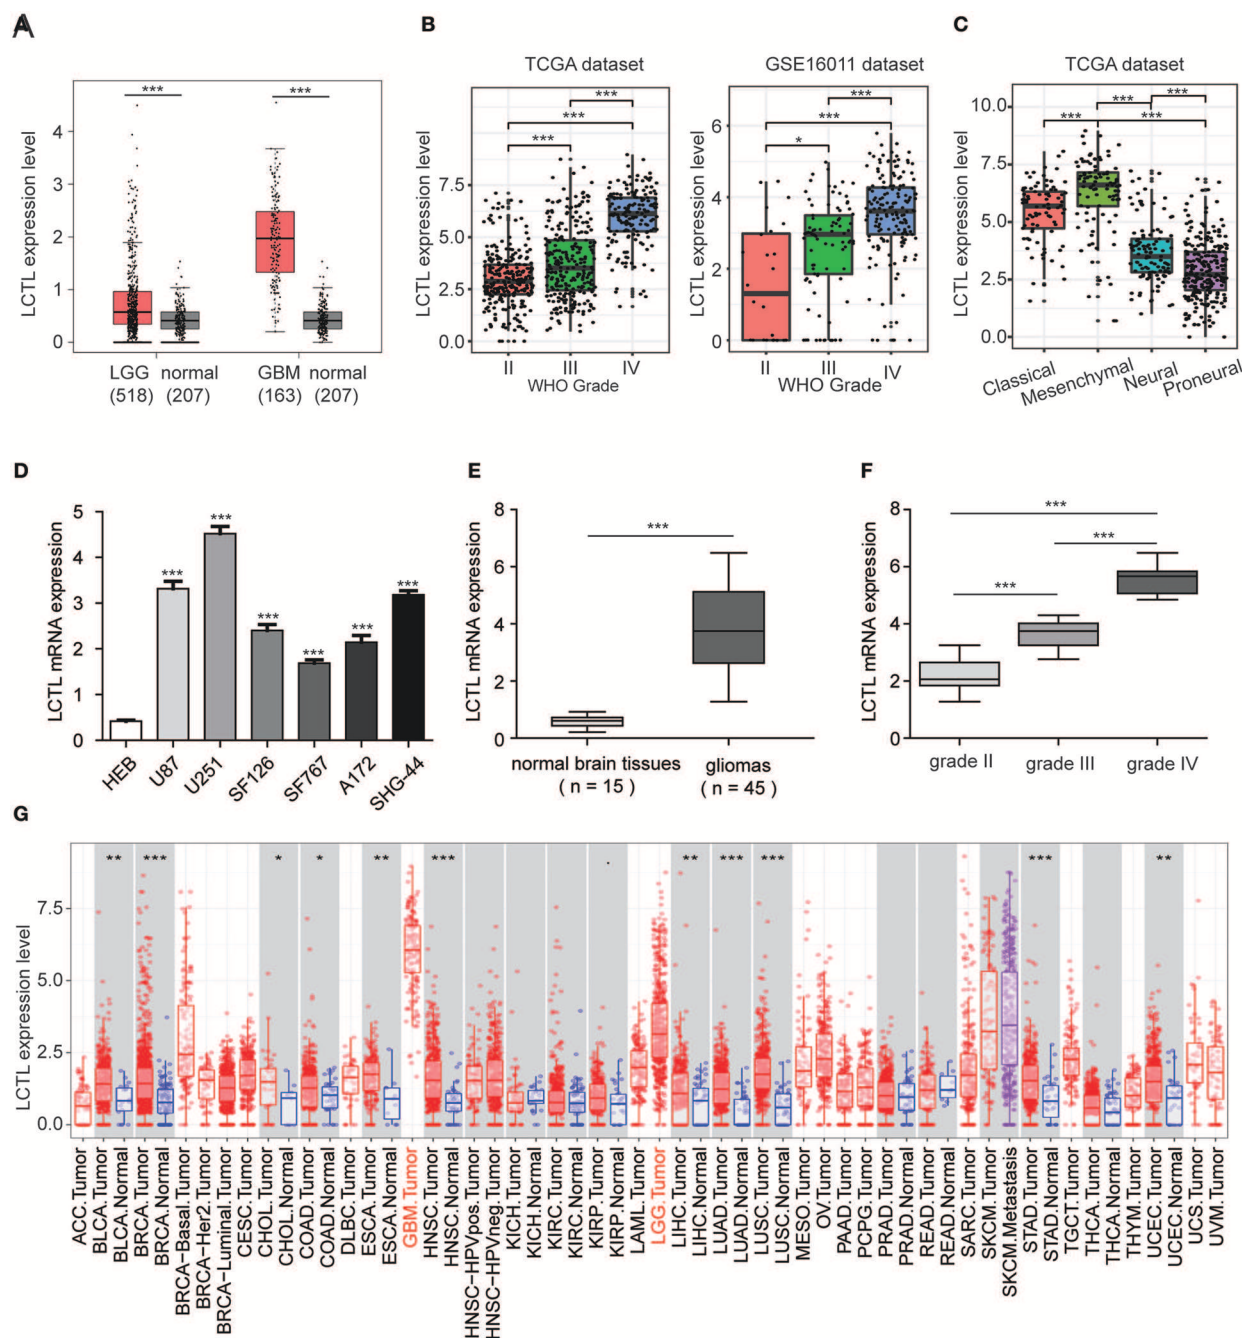 A
LCTL expression level
4
3
2
1
0
***
***
LGG normal
(518) (207)
GBM normal
(163) (207)
B
TCGA dataset
LCTL expression level
7.5
5.0
2.5
0.0
***
***
***
II III IV
WHO Grade
GSE16011 dataset
LCTL expression level
6
4
2
0
***
***
*
II III IV
WHO Grade
C
TCGA dataset
LCTL expression level
10.0
7.5
5.0
2.5
0.0
*** ***
*** ***
Classical
Mesenchymal
Neural
Proneural
D
LCTL mRNA expression
5
4
3
2
1
0
***
***
***
***
***
***
HEB
U87
U251
SF126
SF767
A172
SHG-44
E
LCTL mRNA expression
8
6
4
2
0
***
normal brain tissues
( n = 15 )
gliomas
( n = 45 )
F
LCTL mRNA expression
8
6
4
2
0
***
***
***
grade II
grade III
grade IV
G
LCTL expression level
7.5
5.0
2.5
0.0
** *** * * ** *** . ** *** *** *** **
ACC.Tumor
BLCA.Tumor
BLCA.Normal
BRCA.Tumor
BRCA.Normal
BRCA-Basal.Tumor
BRCA-Her2.Tumor
BRCA-Luminal.Tumor
CESC.Tumor
CHOL.Tumor
CHOL.Normal
COAD.Tumor
COAD.Normal
DLBC.Tumor
ESCA.Tumor
ESCA.Normal
GBM.Tumor
HNSC.Tumor
HNSC.Normal
HNSC-HPVpos.Tumor
HNSC-HPVneg.Tumor
KICH.Tumor
KICH.Normal
KIRC.Tumor
KIRC.Normal
KIRP.Tumor
KIRP.Normal
LAML.Tumor
LGG.Tumor
LIHC.Tumor
LIHC.Normal
LUAD.Tumor
LUAD.Normal
LUSC.Tumor
LUSC.Normal
MESO.Tumor
OV.Tumor
PAAD.Tumor
PCPG.Tumor
PRAD.Tumor
PRAD.Normal
READ.Tumor
READ.Normal
SARC.Tumor
SKCM.Tumor
SKCM.Metastasis
STAD.Tumor
STAD.Normal
TGCT.Tumor
THCA.Tumor
THCA.Normal
THYM.Tumor
UCEC.Tumor
UCEC.Normal
UCS.Tumor
UVM.Tumor